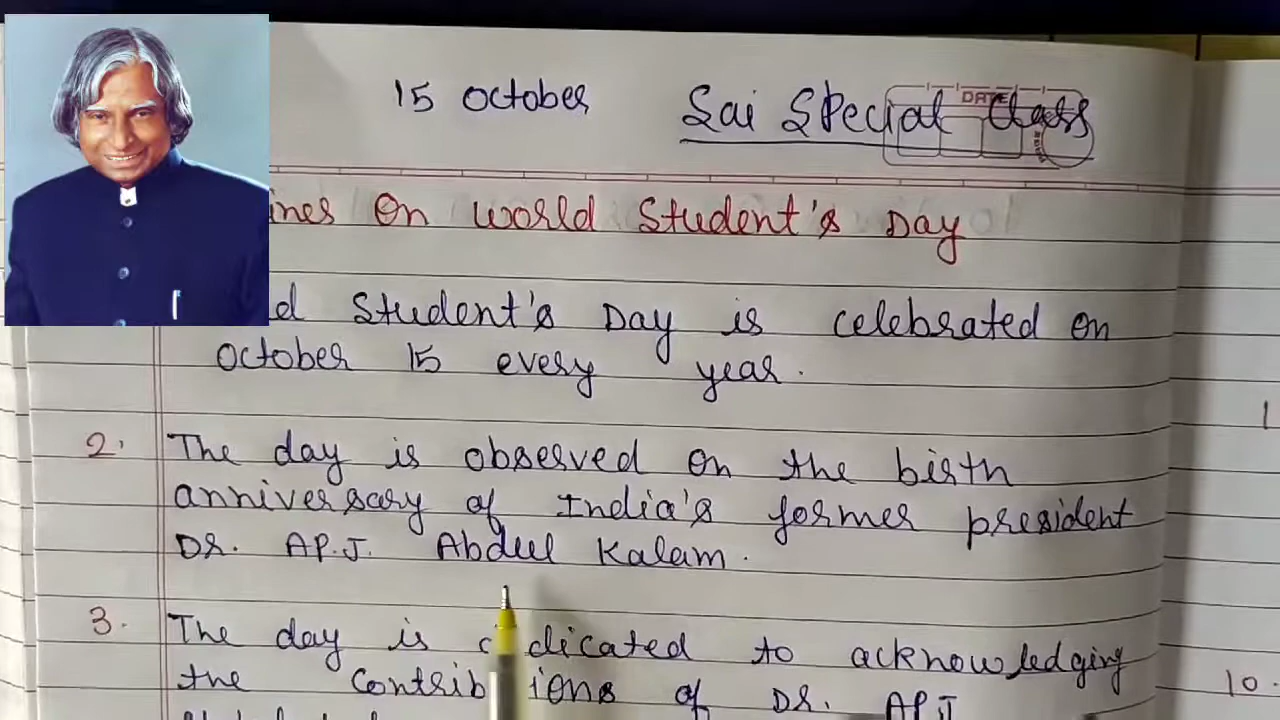 15 October
Sai Special Class
DATE
ines On World Student's Day
d Student's Day is celebrated on
October 15 every year.
2. The day is observed on the birth
anniversary of India's former president
Dr. A.P.J. Abdul Kalam.
3. The day is dicated to acknowledging
the contrib ions of Dr. APJ
1
10.